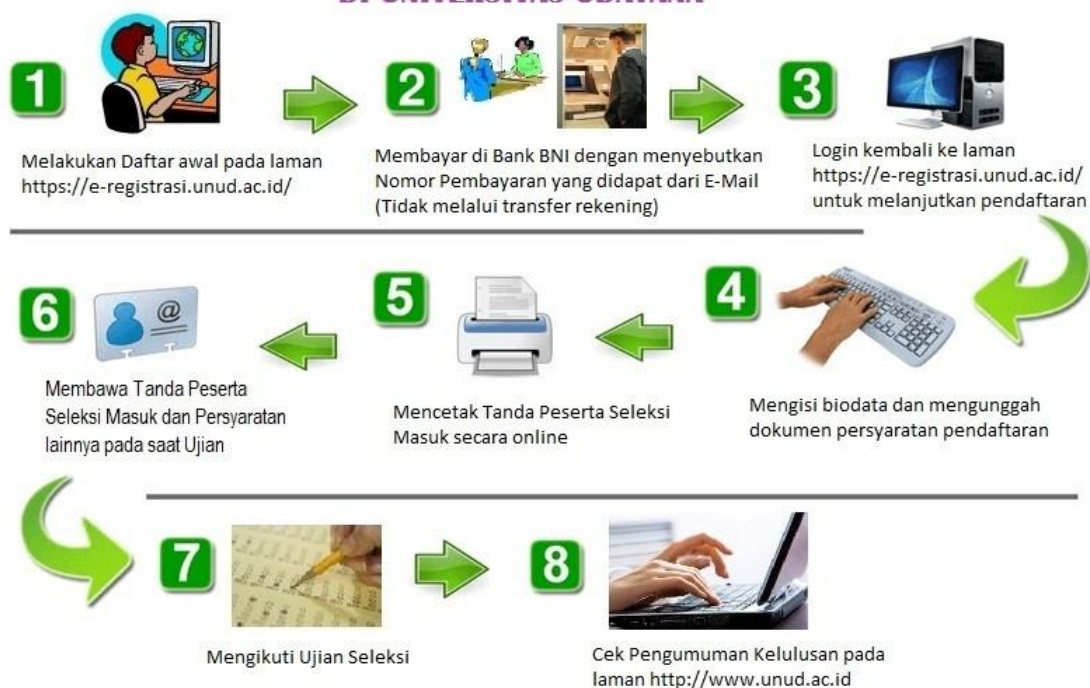 DI UNIVERSITAS UDAYANA
1
Melakukan Daftar awal pada laman
https://e-registrasi.unud.ac.id/
2
Membayar di Bank BNI dengan menyebutkan
Nomor Pembayaran yang didapat dari E-Mail
(Tidak melalui transfer rekening)
3
Login kembali ke laman
https://e-registrasi.unud.ac.id/
untuk melanjutkan pendaftaran
4
Mengisi biodata dan mengunggah
dokumen persyaratan pendaftaran
5
Mencetak Tanda Peserta Seleksi
Masuk secara online
6
@
Membawa Tanda Peserta
Seleksi Masuk dan Persyaratan
lainnya pada saat Ujian
7
Mengikuti Ujian Seleksi
8
Cek Pengumuman Kelulusan pada
laman http://www.unud.ac.id